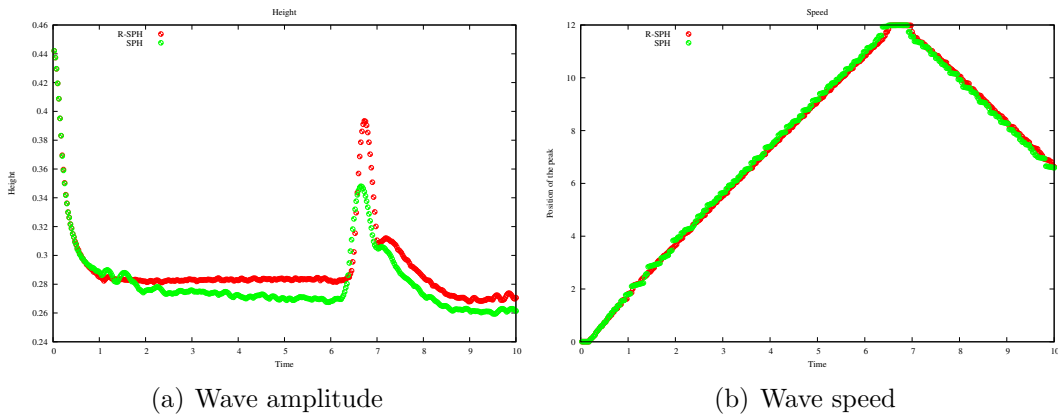 Height
0.46
0.44
0.42
0.4
0.38
0.36
0.34
0.32
0.3
0.28
0.26
0.24
Height
R-SPH
SPH
0 1 2 3 4 5 6 7 8 9 10
Time
(a) Wave amplitude
Speed
12
10
8
6
4
2
0
Position of the peak
R-SPH
SPH
0 1 2 3 4 5 6 7 8 9 10
Time
(b) Wave speed